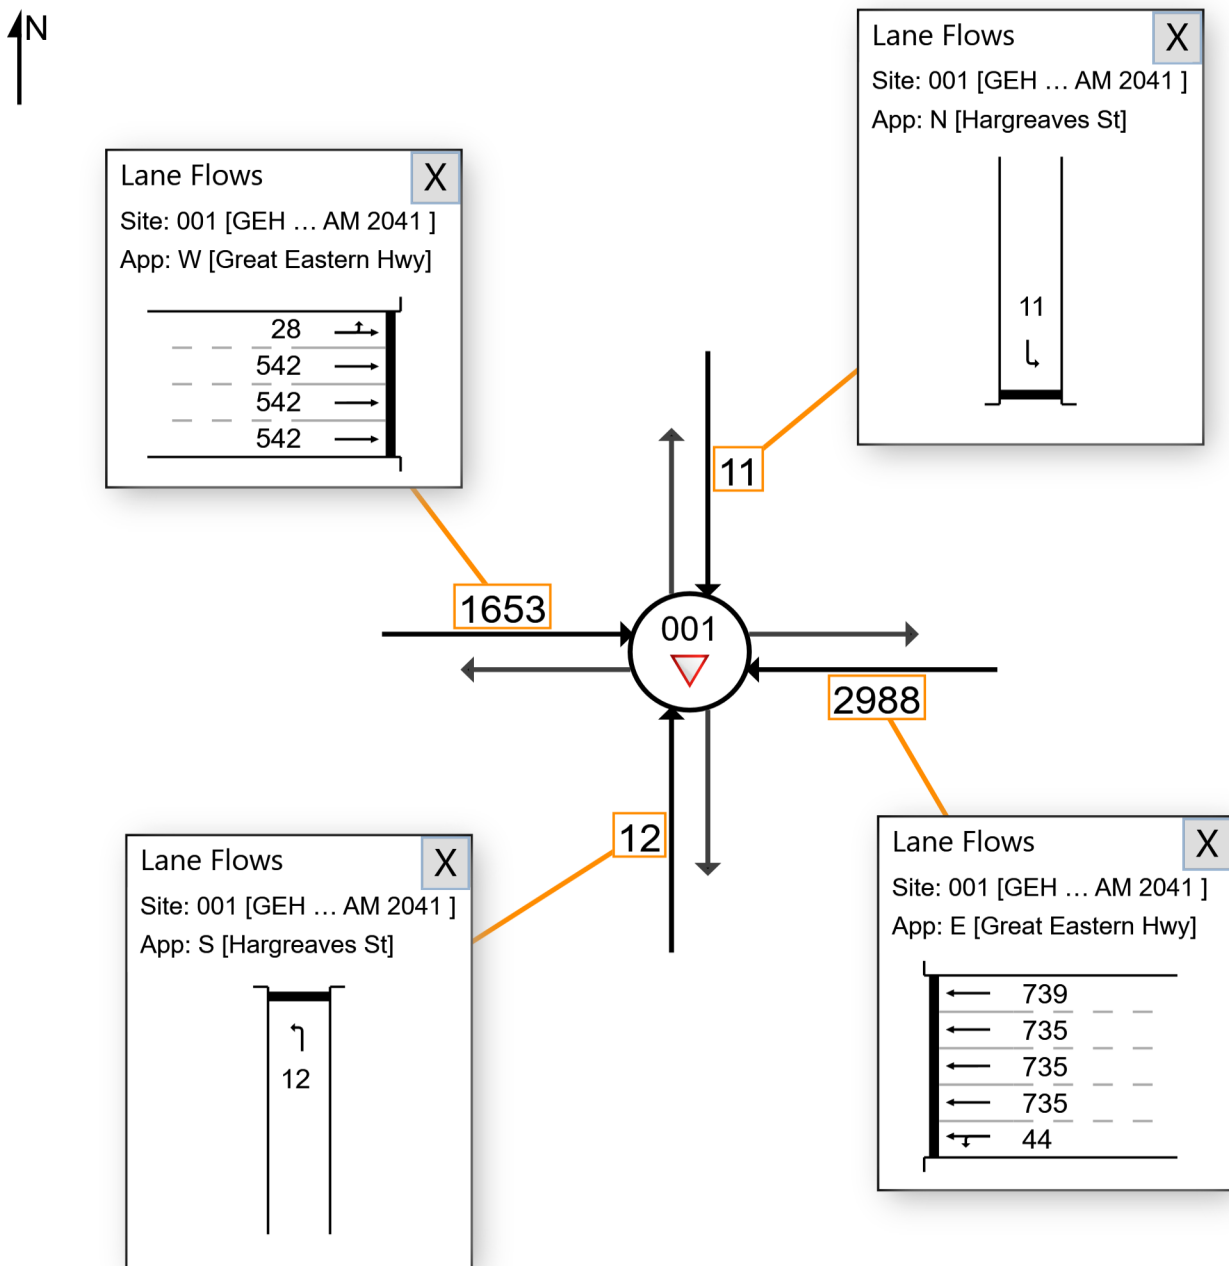 N
Lane Flows
X
Site: 001 [GEH ... AM 2041 ]
App: N [Hargreaves St]
11
Lane Flows
X
Site: 001 [GEH ... AM 2041 ]
App: W [Great Eastern Hwy]
28
542
542
542
11
1653
001
2988
12
Lane Flows
X
Site: 001 [GEH ... AM 2041 ]
App: S [Hargreaves St]
12
Lane Flows
X
Site: 001 [GEH ... AM 2041 ]
App: E [Great Eastern Hwy]
739
735
735
735
44